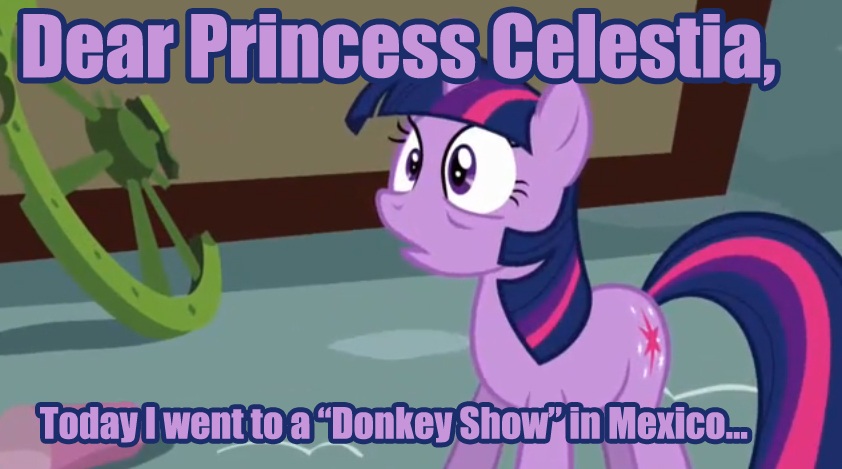 Dear Princess Celestia,
Today I went to a “Donkey Show” in Mexico...